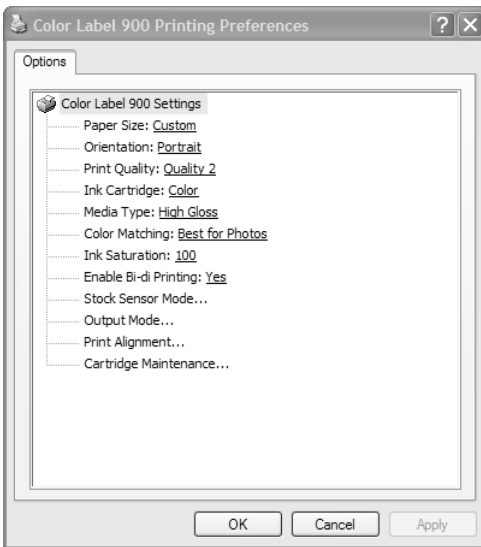 Color Label 900 Printing Preferences
Options
Color Label 900 Settings
Paper Size: Custom
Orientation: Portrait
Print Quality: Quality 2
Ink Cartridge: Color
Media Type: High Gloss
Color Matching: Best for Photos
Ink Saturation: 100
Enable Bi-di Printing: Yes
Stock Sensor Mode...
Output Mode...
Print Alignment...
Cartridge Maintenance...
OK Cancel Apply